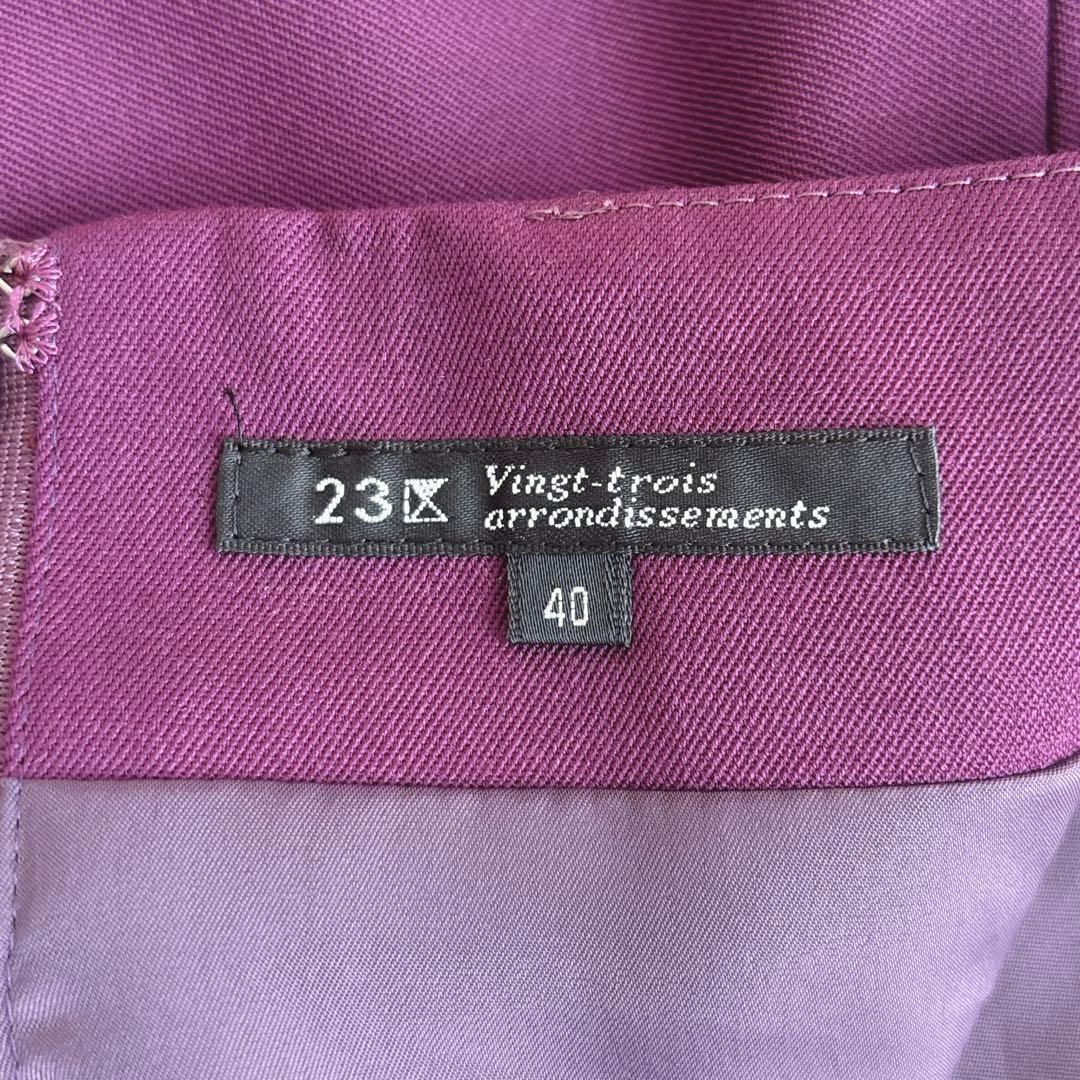 23区 Vingt-trois
arrondissements
40